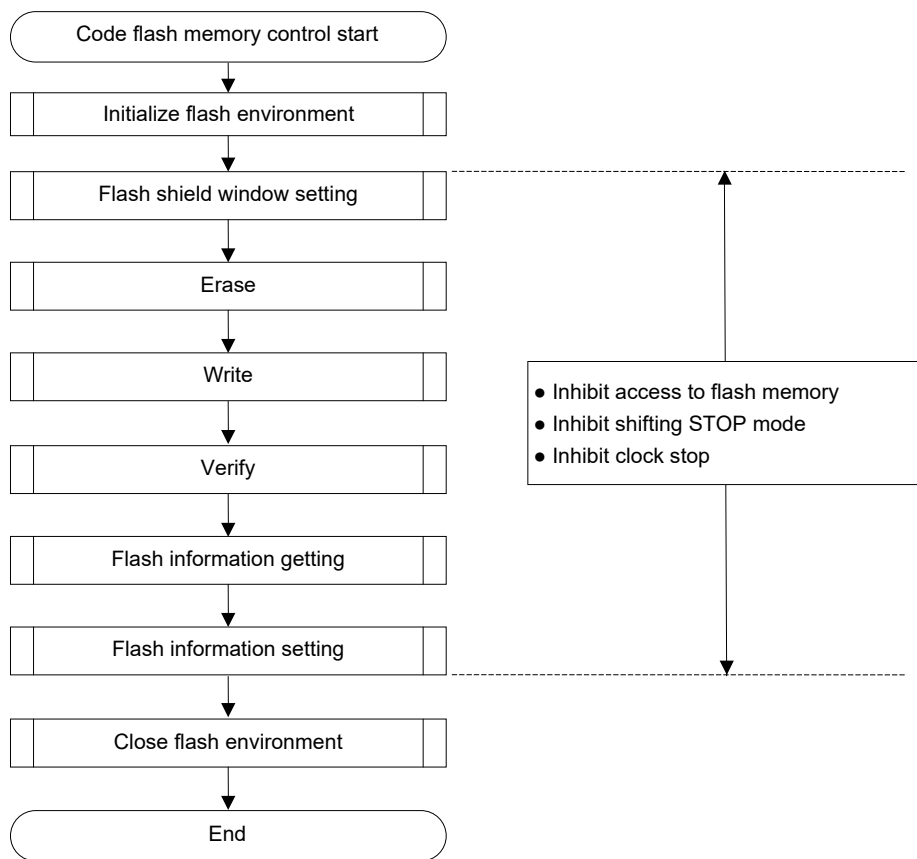 Code flash memory control start
Initialize flash environment
Flash shield window setting
Erase
Write
● Inhibit access to flash memory
● Inhibit shifting STOP mode
● Inhibit clock stop
Verify
Flash information getting
Flash information setting
Close flash environment
End